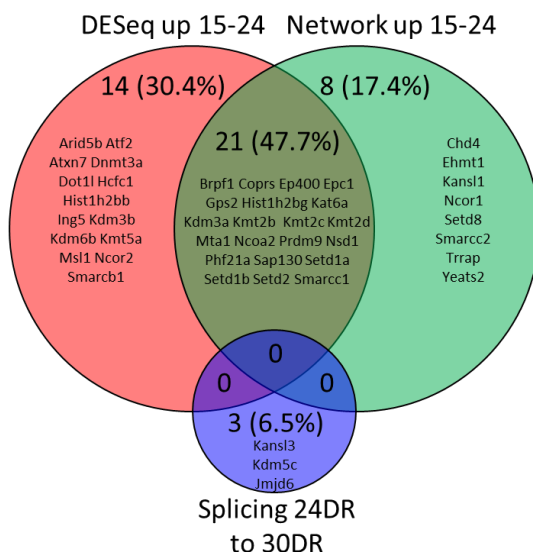 DESeq up 15-24
Network up 15-24
14 (30.4%)
8 (17.4%)
21 (47.7%)
Arid5b Atf2
Atxn7 Dnmt3a
Dot1l Hcfc1
Hist1h2bb
Ing5 Kdm3b
Kdm6b Kmt5a
Msl1 Ncor2
Smarcb1
Brpf1 Coprs Ep400 Epc1
Gps2 Hist1h2bg Kat6a
Kdm3a Kmt2b Kmt2c Kmt2d
Mta1 Ncoa2 Prdm9 Nsd1
Phf21a Sap130 Setd1a
Setd1b Setd2 Smarcc1
Chd4
Ehmt1
Kansl1
Ncor1
Setd8
Smarcc2
Trrap
Yeats2
0
0
0
3 (6.5%)
Kansl3
Kdm5c
Jmjd6
Splicing 24DR
to 30DR